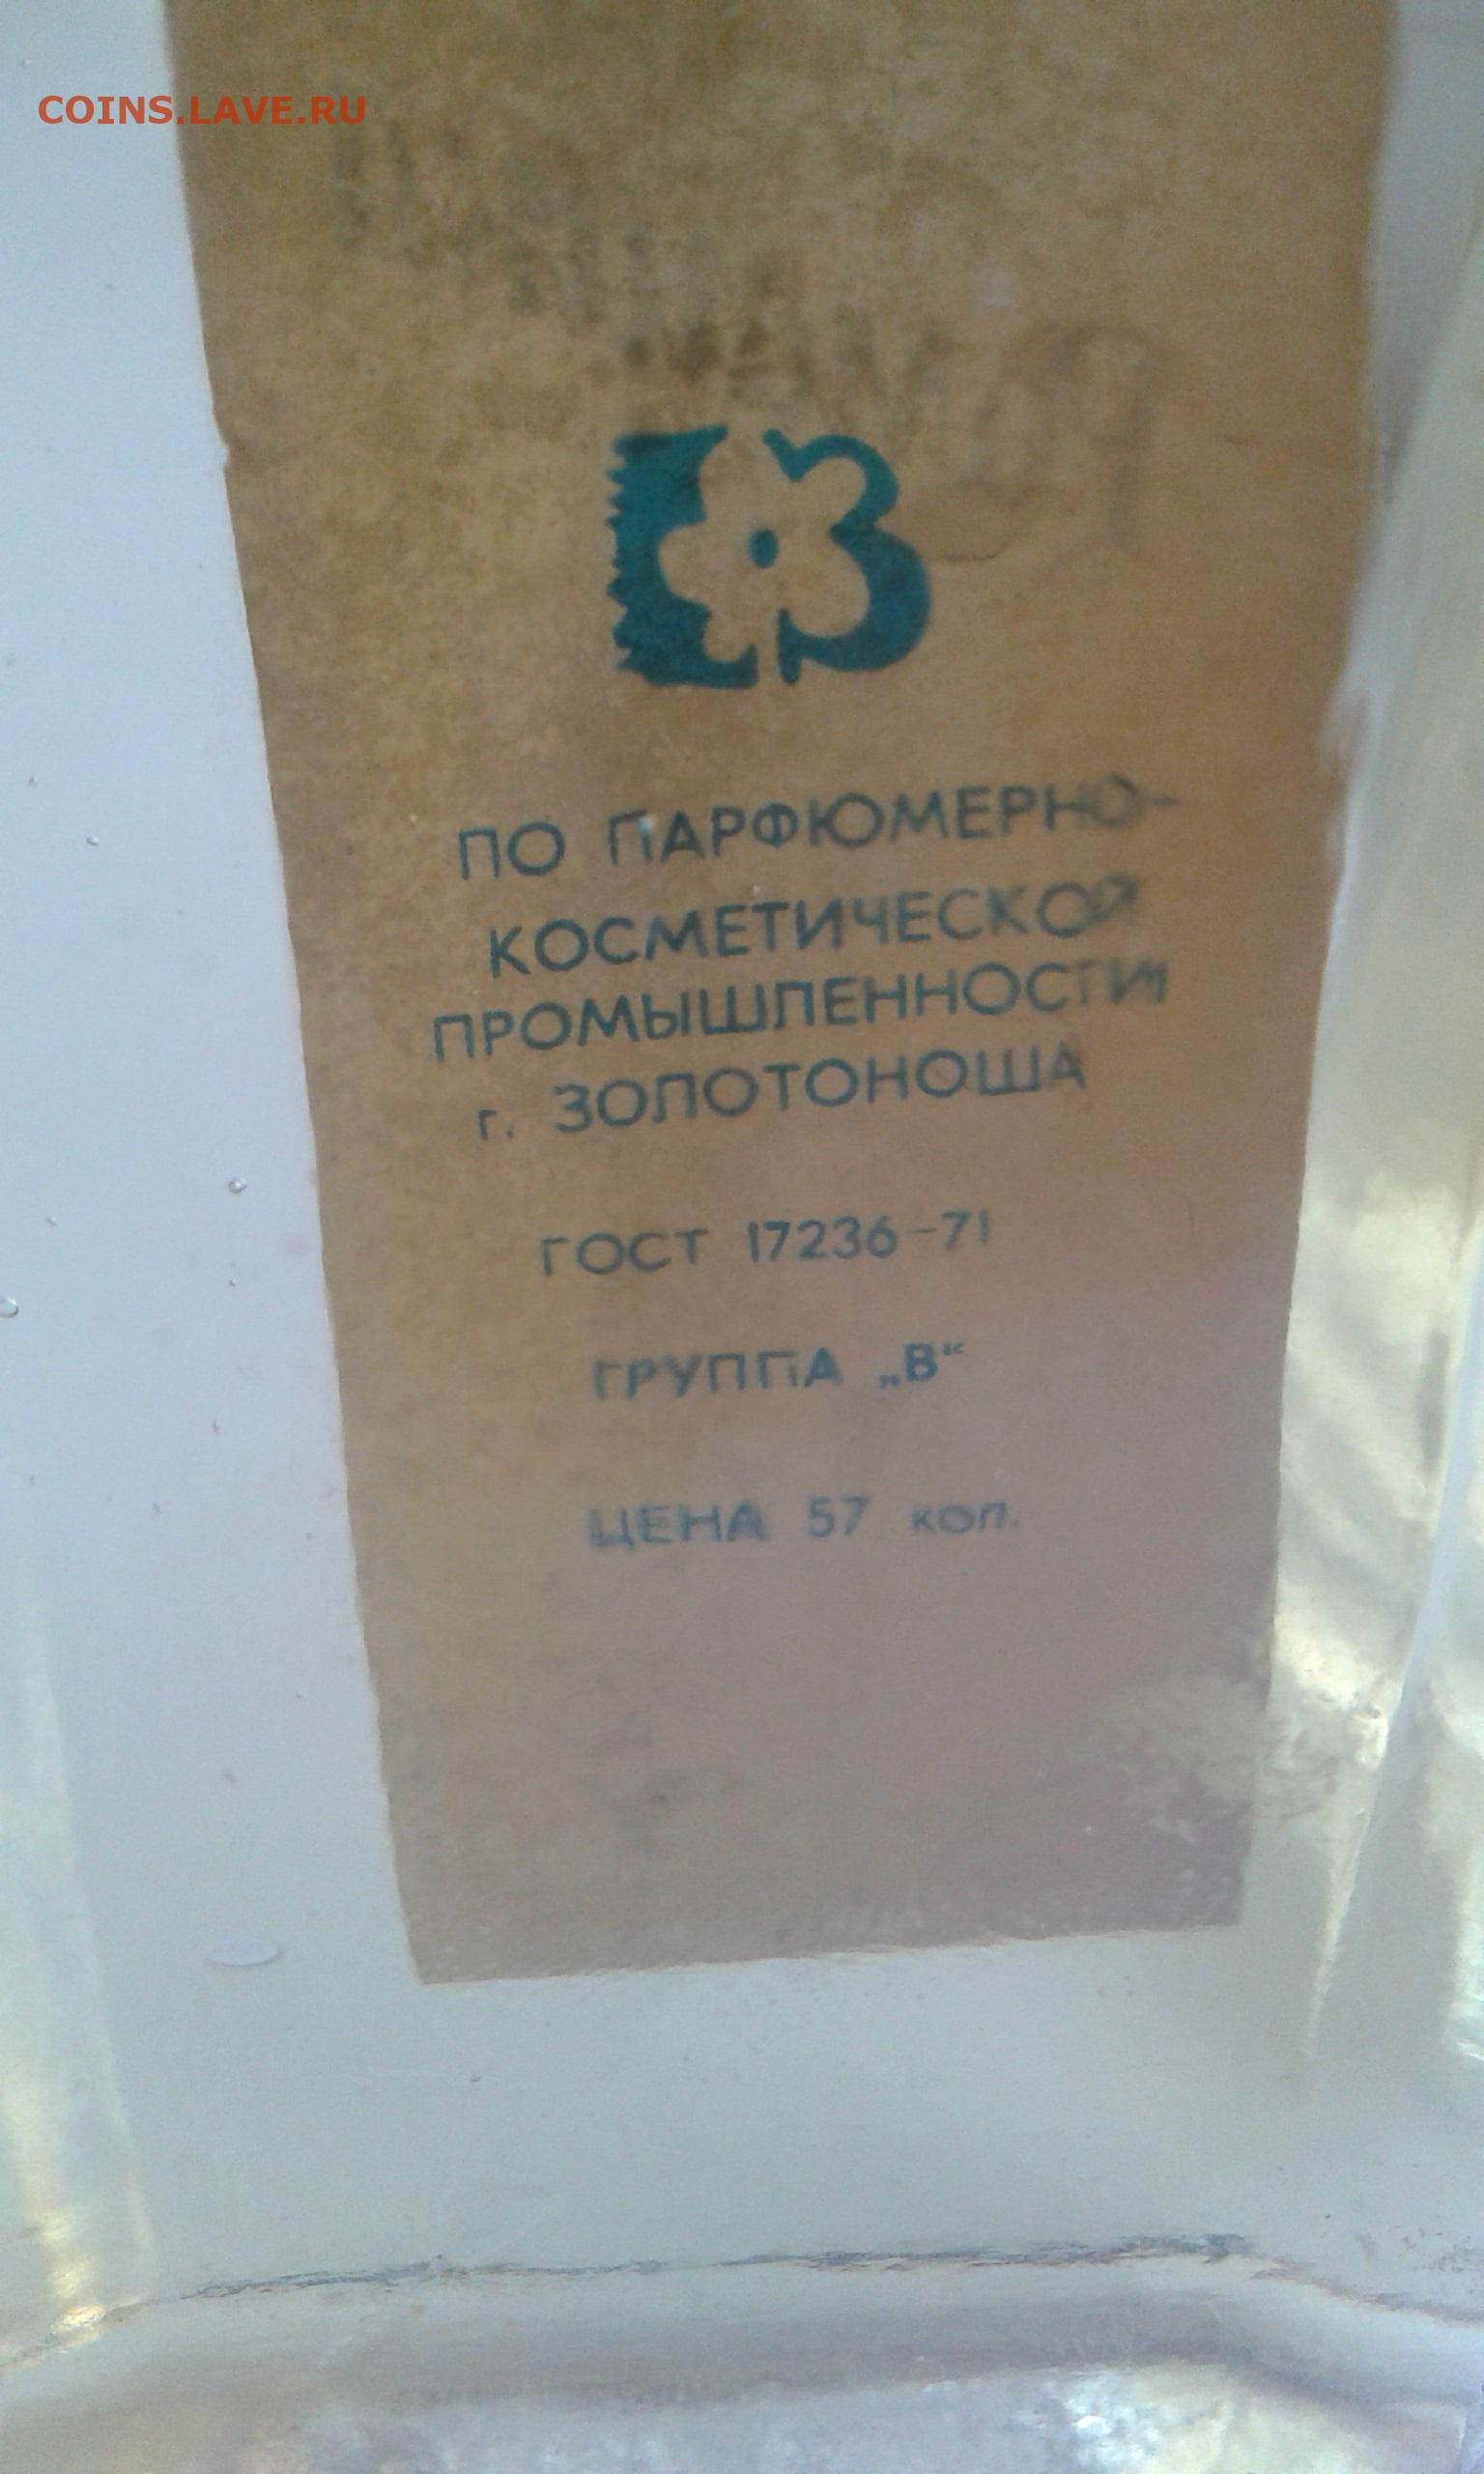 COINS.LAVE.RU
ПО ПАРФЮМЕРНО-
КОСМЕТИЧЕСКОЙ
ПРОМЫШЛЕННОСТИ
г. ЗОЛОТОНОША
ГОСТ 17236-71
ГРУППА „В“
ЦЕНА 57 коп.